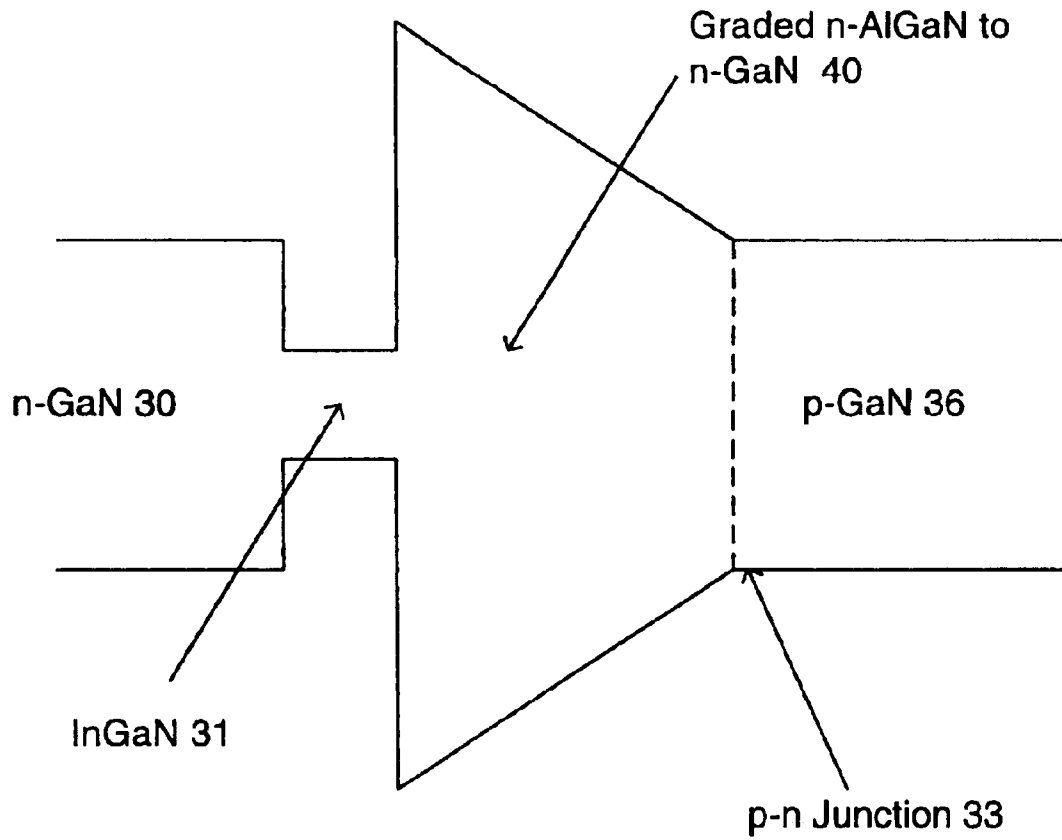 Graded n-AlGaN to
n-GaN 40
n-GaN 30
p-GaN 36
InGaN 31
p-n Junction 33